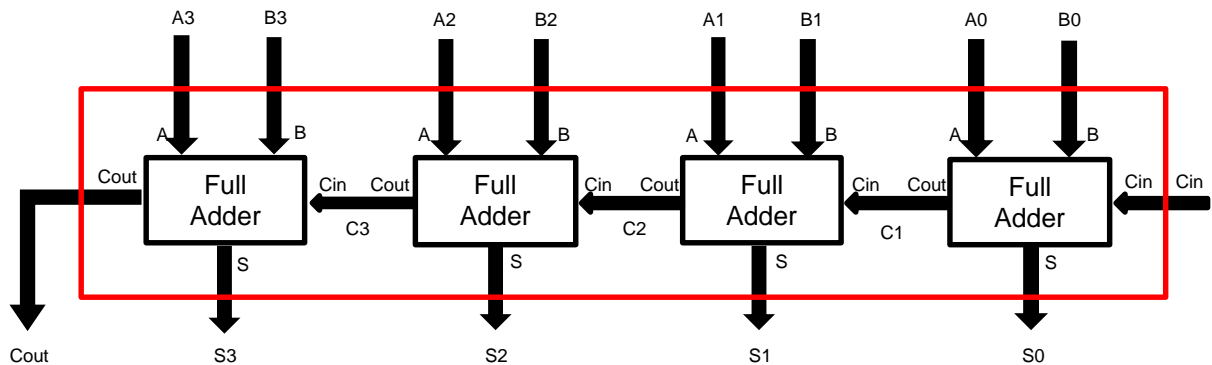 A3 B3 A2 B2 A1 B1 A0 B0
A B A B A B A B
Cout Full Adder Cin Cout Full Adder Cin Cout Full Adder Cin Cout Full Adder Cin Cin
C3 C2 C1
S S S S
Cout S3 S2 S1 S0